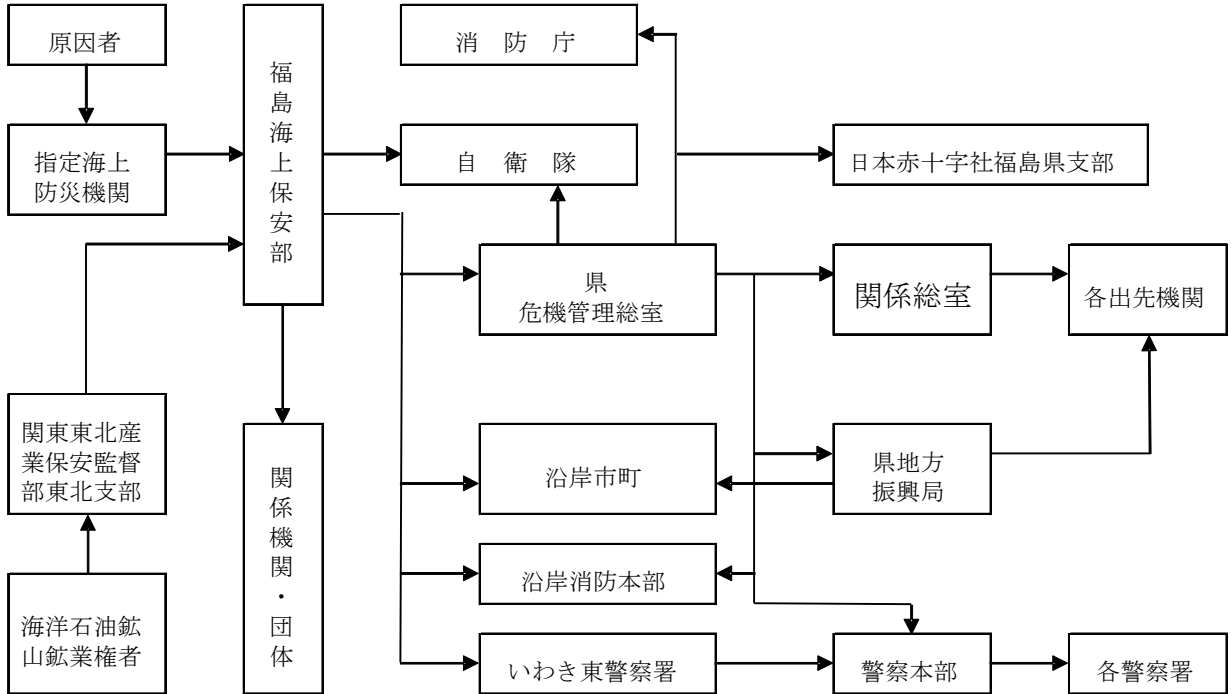 原因者
指定海上
防災機関
関東東北産
業保安監督
部東北支部
海洋石油鉱
山鉱業権者
福島海上保安部
関係機関・団体
消　防　庁
自　衛　隊
県
危機管理総室
沿岸市町
沿岸消防本部
いわき東警察署
日本赤十字社福島県支部
関係総室
県地方
振興局
警察本部
各出先機関
各警察署